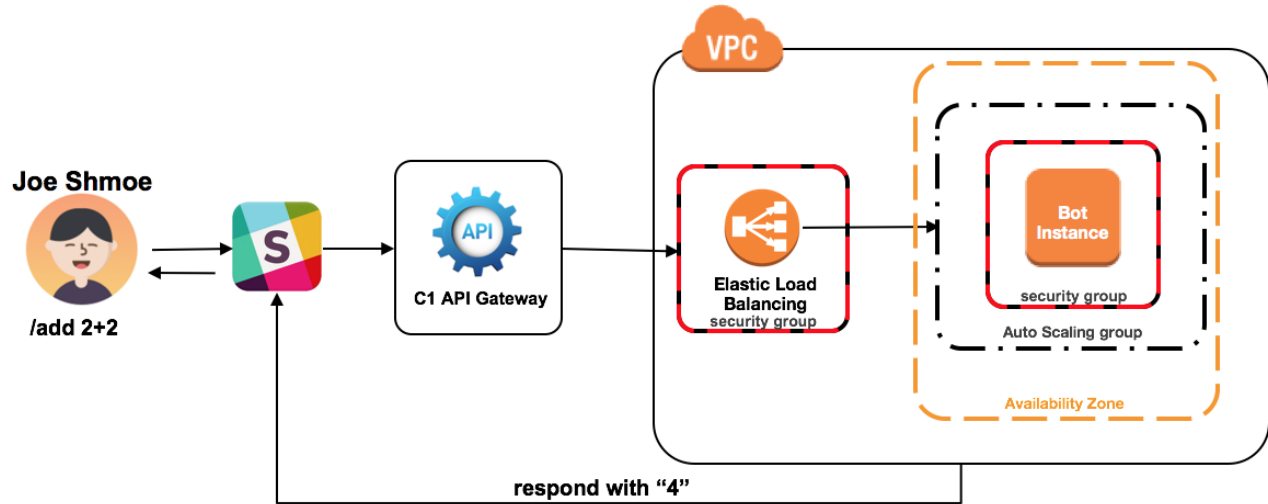 VPC
Joe Shmoe
/add 2+2
S
API
C1 API Gateway
Elastic Load
Balancing
security group
Bot
Instance
security group
Auto Scaling group
Availability Zone
respond with “4”